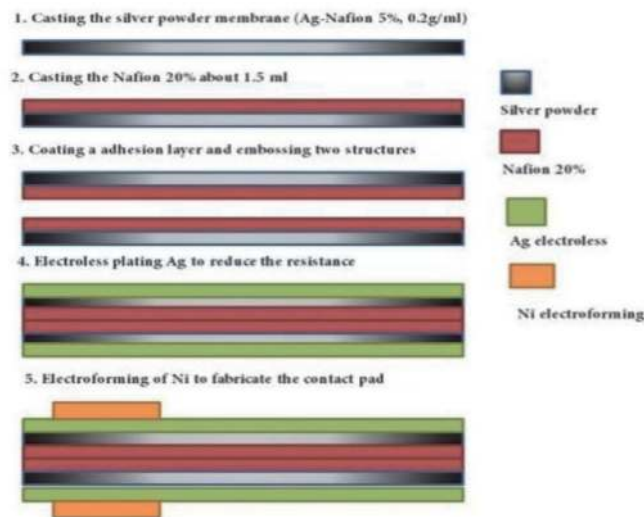 1. Casting the silver powder membrane (Ag-Nafion 5%, 0.2g/ml)
2. Casting the Nafion 20% about 1.5 ml
3. Coating a adhesion layer and embossing two structures
4. Electroless plating Ag to reduce the resistance
5. Electroforming of Ni to fabricate the contact pad
Silver powder
Nafion 20%
Ag electroless
Ni electroforming